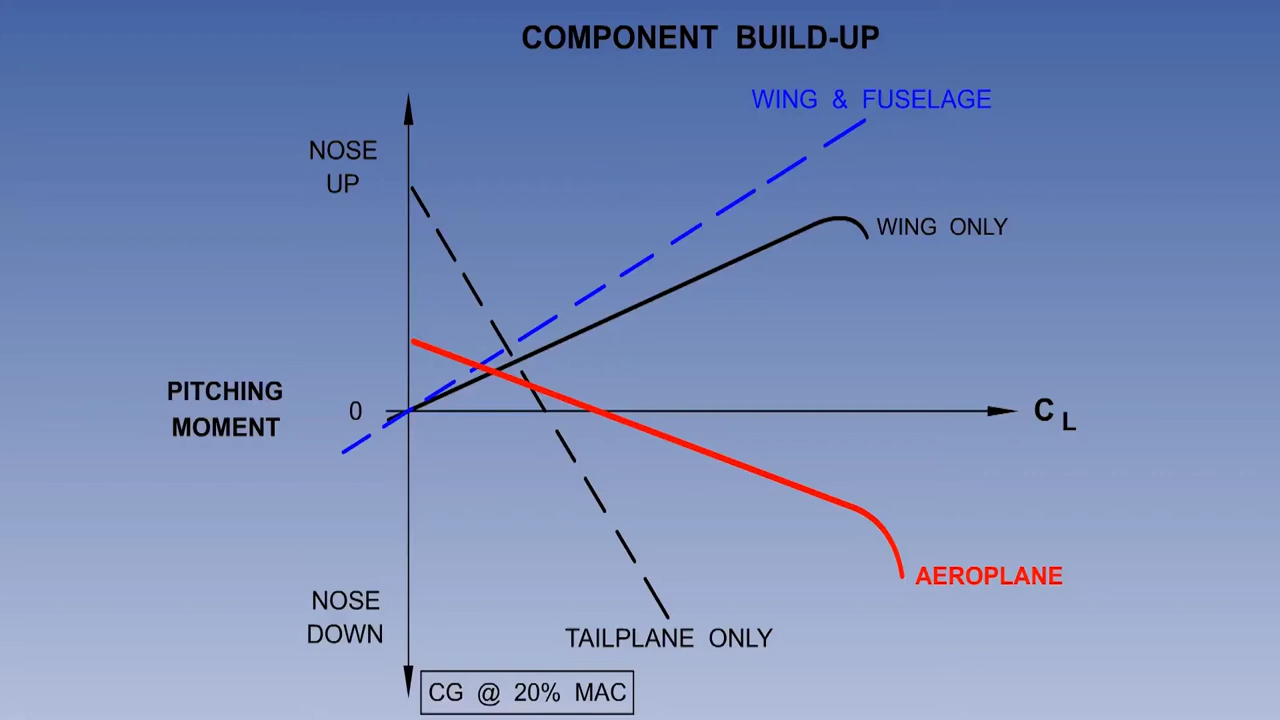 COMPONENT BUILD-UP
WING & FUSELAGE
NOSE
UP
WING ONLY
PITCHING
MOMENT
0
C L
AEROPLANE
NOSE
DOWN
TAILPLANE ONLY
CG @ 20% MAC